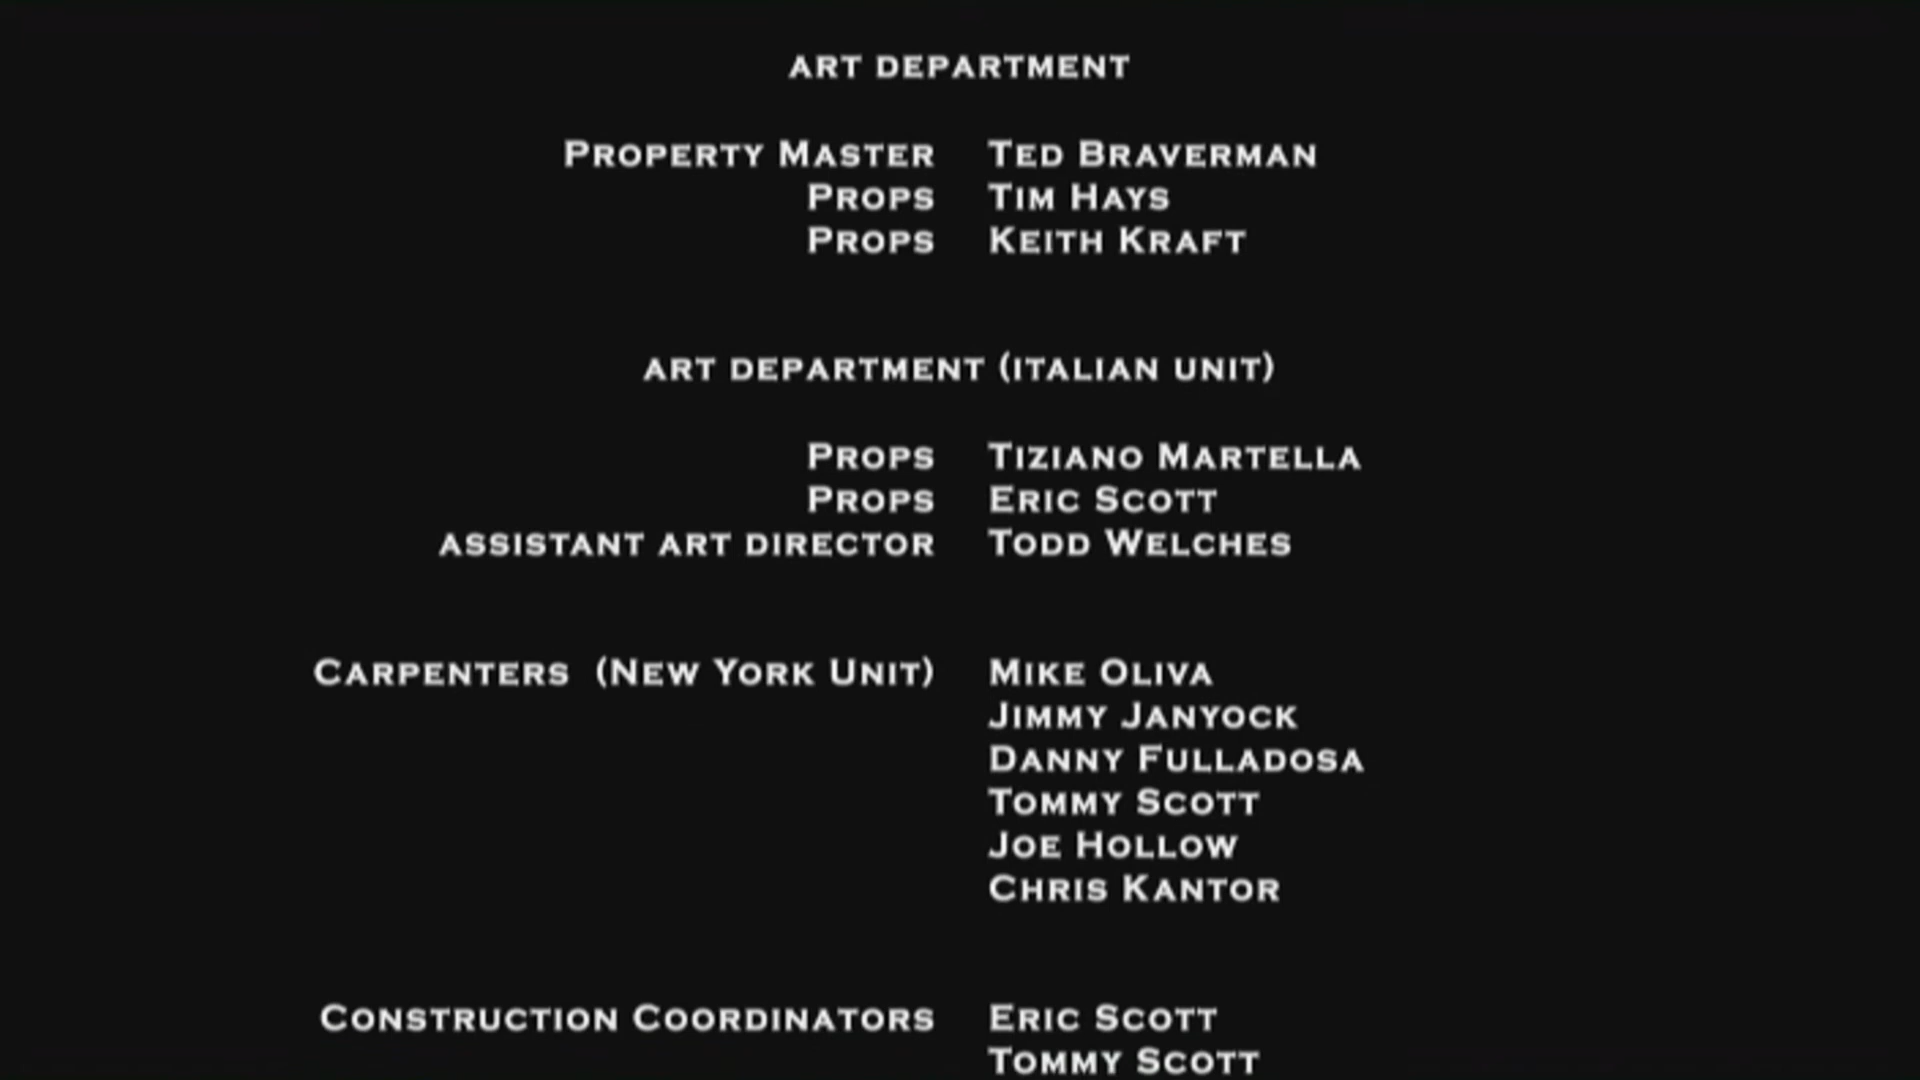 ART DEPARTMENT
PROPERTY MASTER TED BRAVERMAN
PROPS TIM HAYS
PROPS KEITH KRAFT
ART DEPARTMENT (ITALIAN UNIT)
PROPS TIZIANO MARTELLA
PROPS ERIC SCOTT
ASSISTANT ART DIRECTOR TODD WELCHES
CARPENTERS (NEW YORK UNIT) MIKE OLIVA
JIMMY JANYOCK
DANNY FULLADOSA
TOMMY SCOTT
JOE HOLLOW
CHRIS KANTOR
CONSTRUCTION COORDINATORS ERIC SCOTT
TOMMY SCOTT